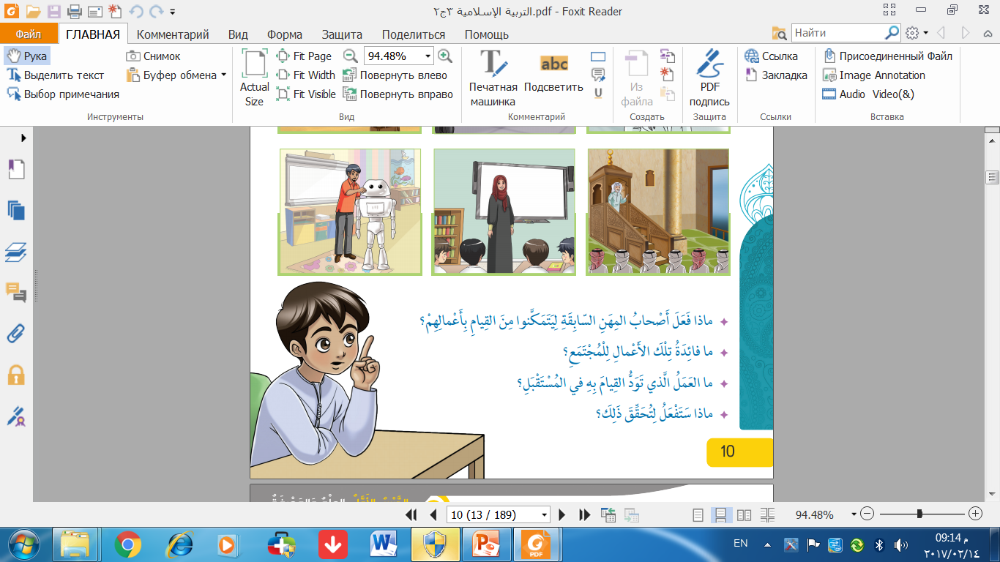 التربية الإسلامية ٣ج٢.pdf - Foxit Reader
Файл ГЛАВНАЯ Комментарий Вид Форма Защита Поделиться Помощь Найти
Рука Снимок Fit Page 94.48% Ссылка Присоединенный Файл
Выделить текст Буфер обмена Fit Width Повернуть влево Закладка Image Annotation
Выбор примечания Fit Visible Повернуть вправо Audio Video(&)
Actual Size
abc
Печатная машинка Подсветить U
Из файла
PDF подпись
Инструменты Вид Комментарий Создать Защита Ссылки Вставка
ماذا فَعَلَ أَصْحابُ المِهَنِ السّابِقَةِ لِيَتَمَكَّنوا مِنَ القِيامِ بِأَعْمالِهِمْ؟
ما فائِدَةُ تِلْكَ الأَعْمالِ لِلْمُجْتَمَعِ؟
ما العَمَلُ الَّذي تَوَدُّ القِيامَ بِهِ في المُسْتَقْبَلِ؟
ماذا سَتَفْعَلُ لِتُحَقِّقَ ذَلِكَ؟
10
10 (13 / 189) 94.48%
EN 09:14 م
٢٠١٧/٠٢/١٤